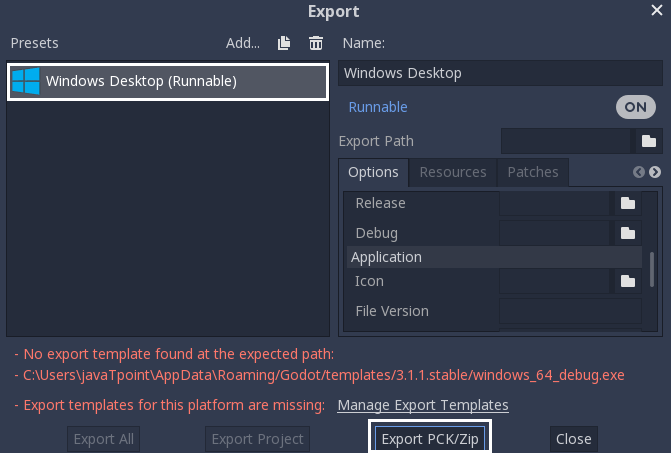 Export
Presets Add... Name:
Windows Desktop (Runnable) Windows Desktop
Runnable ON
Export Path
Options Resources Patches
Release
Debug
Application
Icon
File Version
- No export template found at the expected path:
- C:\Users\javaTpoint\AppData\Roaming/Godot/templates/3.1.1.stable/windows_64_debug.exe
- Export templates for this platform are missing: Manage Export Templates
Export All Export Project Export PCK/Zip Close